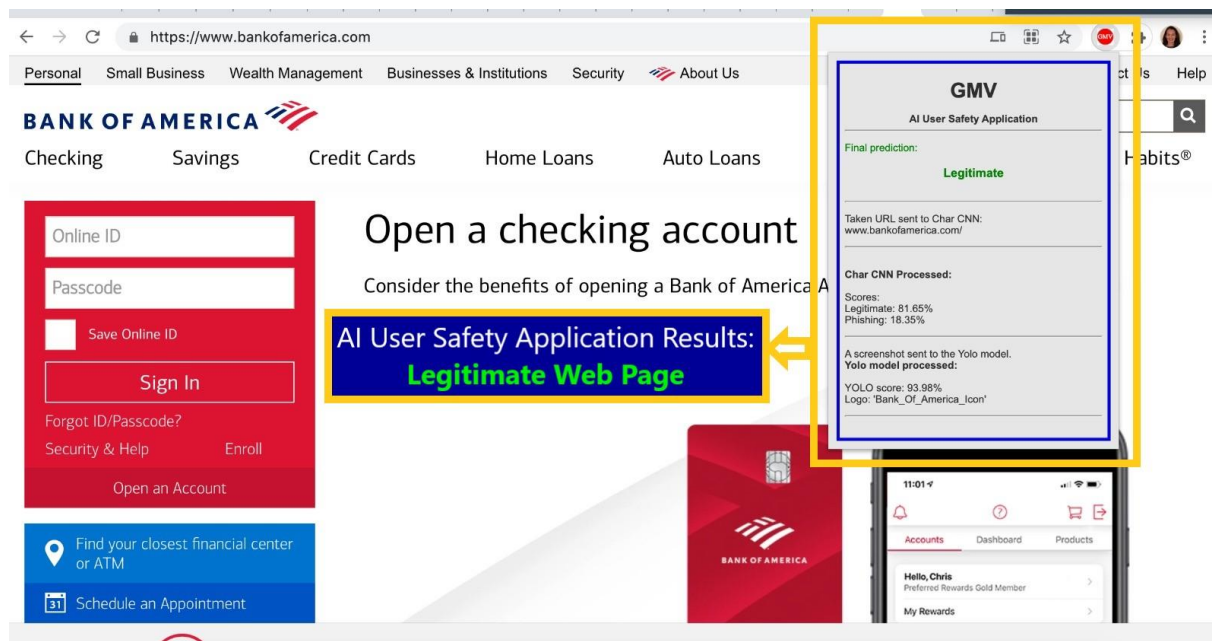 https://www.bankofamerica.com
GMV
Personal Small Business Wealth Management Businesses & Institutions Security About Us
Us Help
BANK OF AMERICA
Checking Savings Credit Cards Home Loans Auto Loans
Habits®
GMV
AI User Safety Application
Final prediction:
Legitimate
Taken URL sent to Char CNN:
www.bankofamerica.com/
Char CNN Processed:
Scores:
Legitimate: 81.65%
Phishing: 18.35%
A screenshot sent to the Yolo model.
Yolo model processed:
YOLO score: 93.98%
Logo: 'Bank_Of_America_Icon'
Online ID
Passcode
Save Online ID
Sign In
Forgot ID/Passcode?
Security & Help Enroll
Open an Account
Open a checking account
Consider the benefits of opening a Bank of America A
AI User Safety Application Results:
Legitimate Web Page
Find your closest financial center
or ATM
31 Schedule an Appointment
BANK OF AMERICA
11:01
Accounts Dashboard Products
Hello, Chris
Preferred Rewards Gold Member
My Rewards